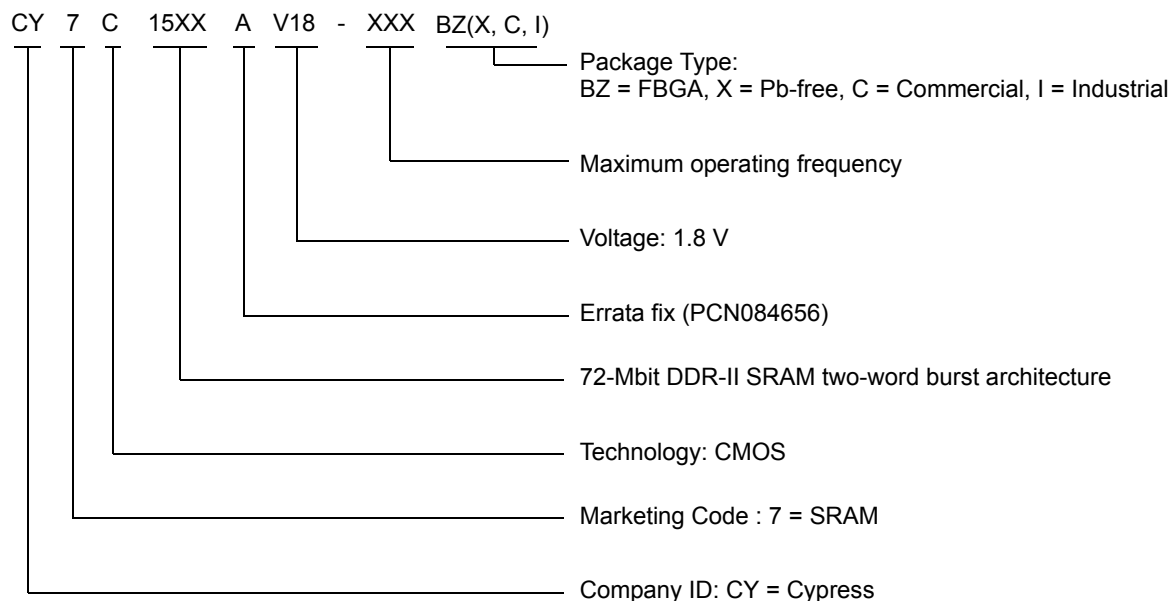 CY 7 C 15XX A V18 - XXX BZ(X, C, I)
Package Type:
BZ = FBGA, X = Pb-free, C = Commercial, I = Industrial
Maximum operating frequency
Voltage: 1.8 V
Errata fix (PCN084656)
72-Mbit DDR-II SRAM two-word burst architecture
Technology: CMOS
Marketing Code : 7 = SRAM
Company ID: CY = Cypress